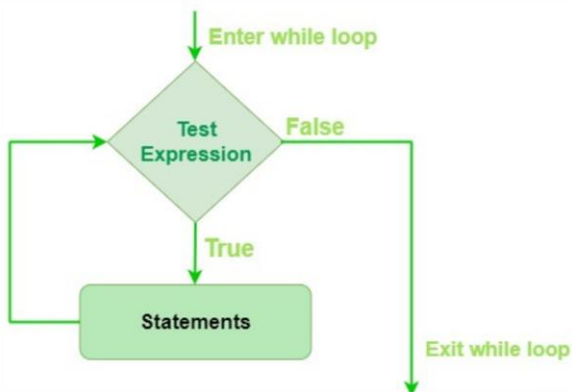 Enter while loop
Test
Expression
False
True
Statements
Exit while loop